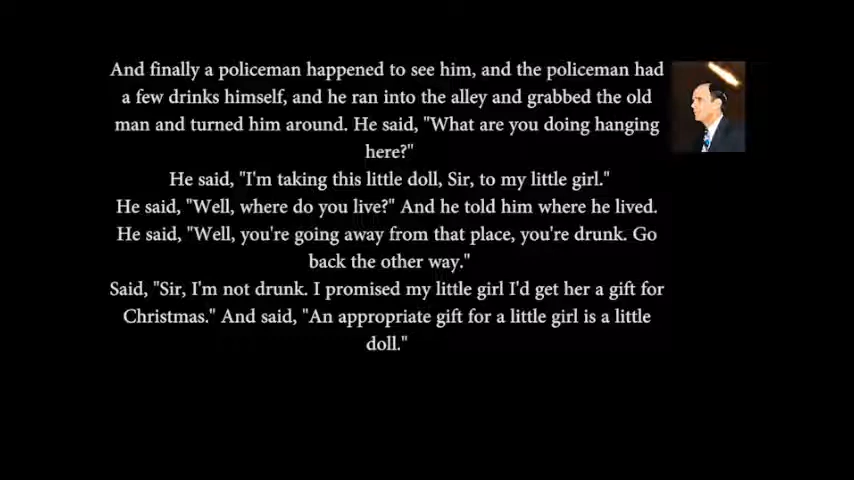 And finally a policeman happened to see him, and the policeman had
a few drinks himself, and he ran into the alley and grabbed the old
man and turned him around. He said, "What are you doing hanging
here?"
He said, "I'm taking this little doll, Sir, to my little girl."
He said, "Well, where do you live?" And he told him where he lived.
He said, "Well, you're going away from that place, you're drunk. Go
back the other way."
Said, "Sir, I'm not drunk. I promised my little girl I'd get her a gift for
Christmas." And said, "An appropriate gift for a little girl is a little
doll."